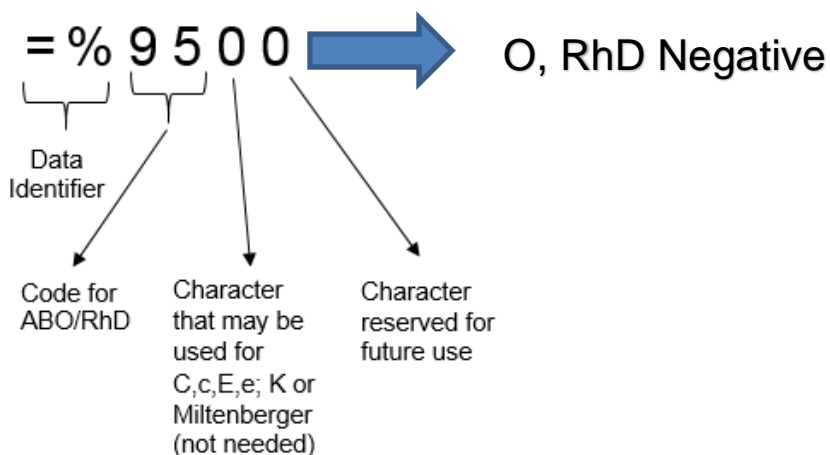 = % 9 5 0 0
O, RhD Negative
Data
Identifier
Code for
ABO/RhD
Character
that may be
used for
C,c,E,e; K or
Miltenberger
(not needed)
Character
reserved for
future use